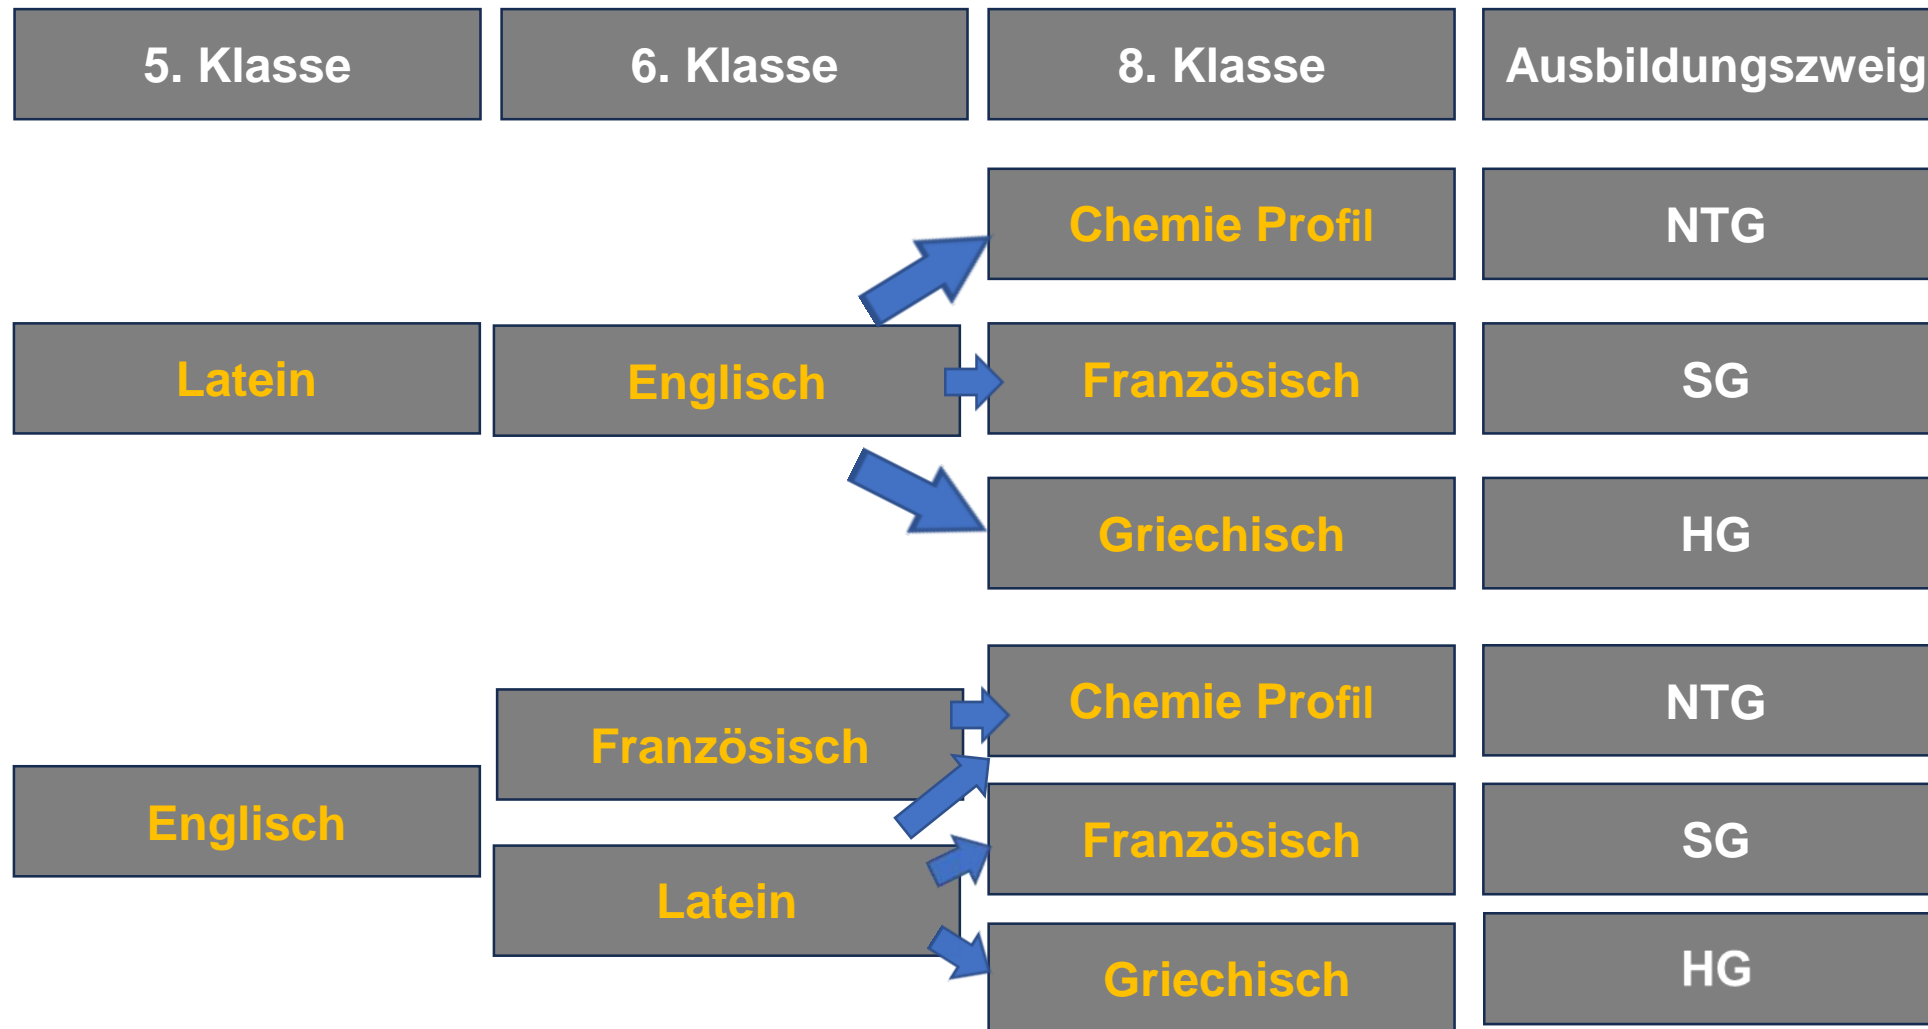 5. Klasse
6. Klasse
8. Klasse
Ausbildungszweig
Chemie Profil
NTG
Latein
Englisch
Französisch
SG
Griechisch
HG
Chemie Profil
NTG
Französisch
Englisch
Französisch
SG
Latein
Griechisch
HG